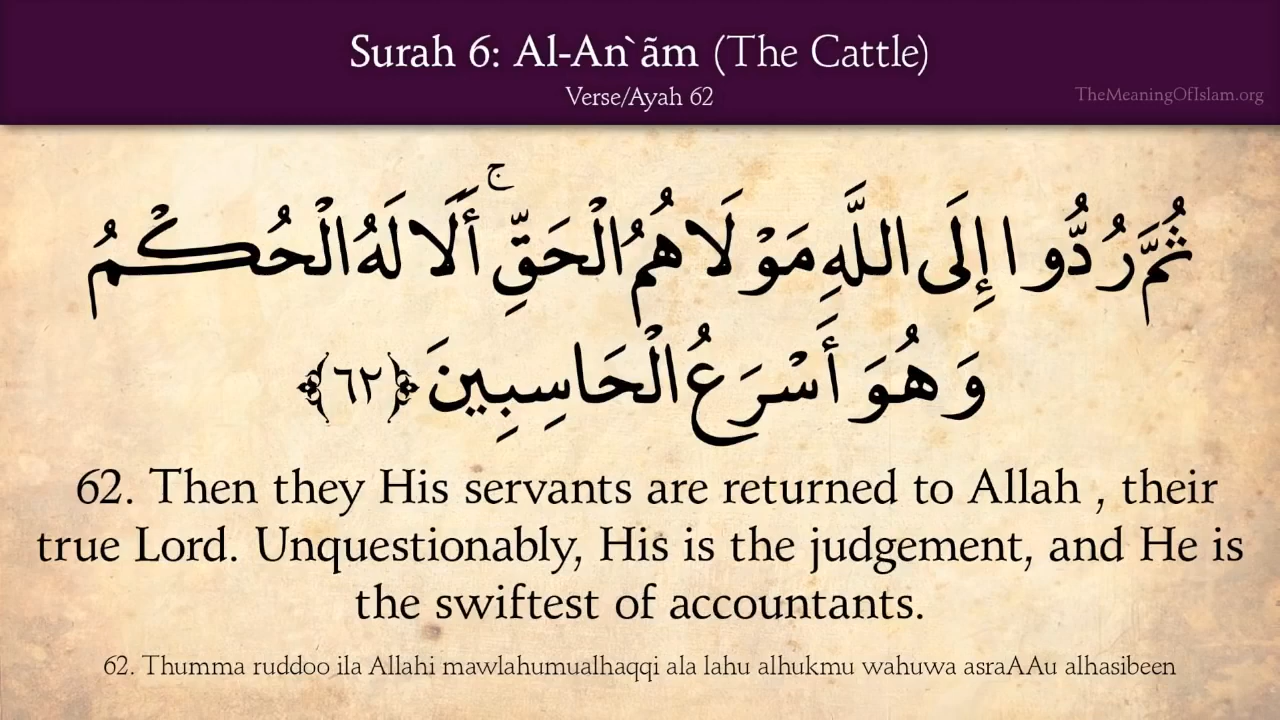 Surah 6: Al-An`ãm (The Cattle)
Verse/Ayah 62
TheMeaningOfIslam.org
ثُمَّ رُدُّوا إِلَى اللَّهِ مَوْلَاهُمُ الْحَقِّ ۚ أَلَا لَهُ الْحُكْمُ
وَهُوَ أَسْرَعُ الْحَاسِبِينَ ﴿٦٢﴾
62. Then they His servants are returned to Allah , their
true Lord. Unquestionably, His is the judgement, and He is
the swiftest of accountants.
62. Thumma ruddoo ila Allahi mawlahumualhaqqi ala lahu alhukmu wahuwa asraAAu alhasibeen